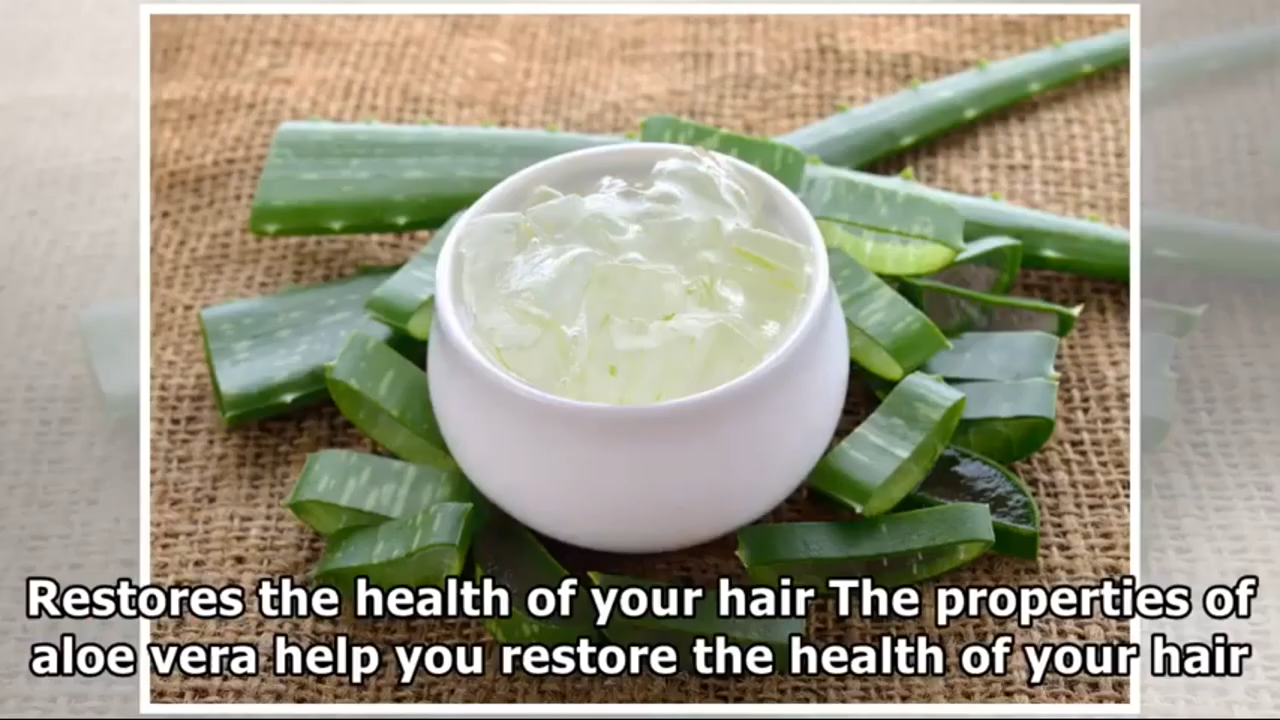 Restores the health of your hair The properties of
aloe vera help you restore the health of your hair